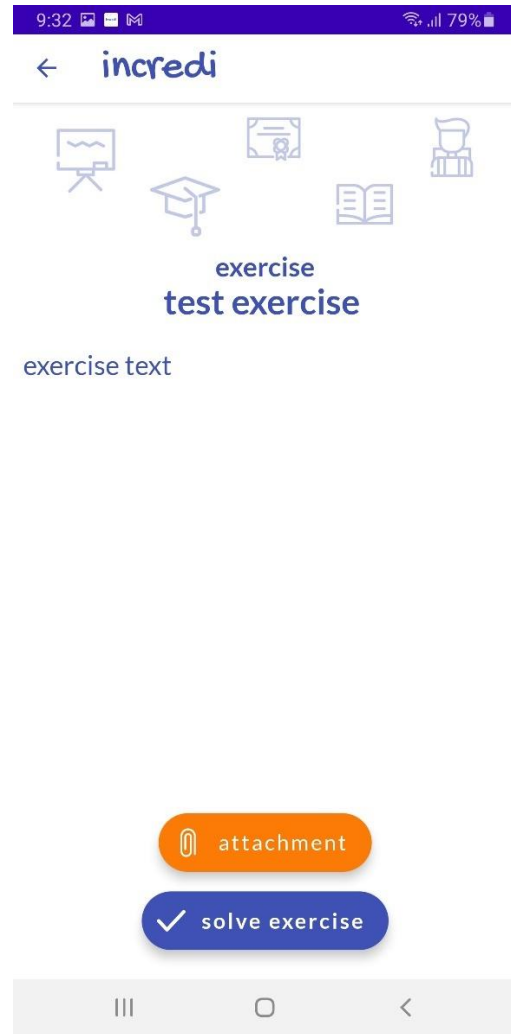 9:32 79%
incredi
exercise
test exercise
exercise text
attachment
solve exercise